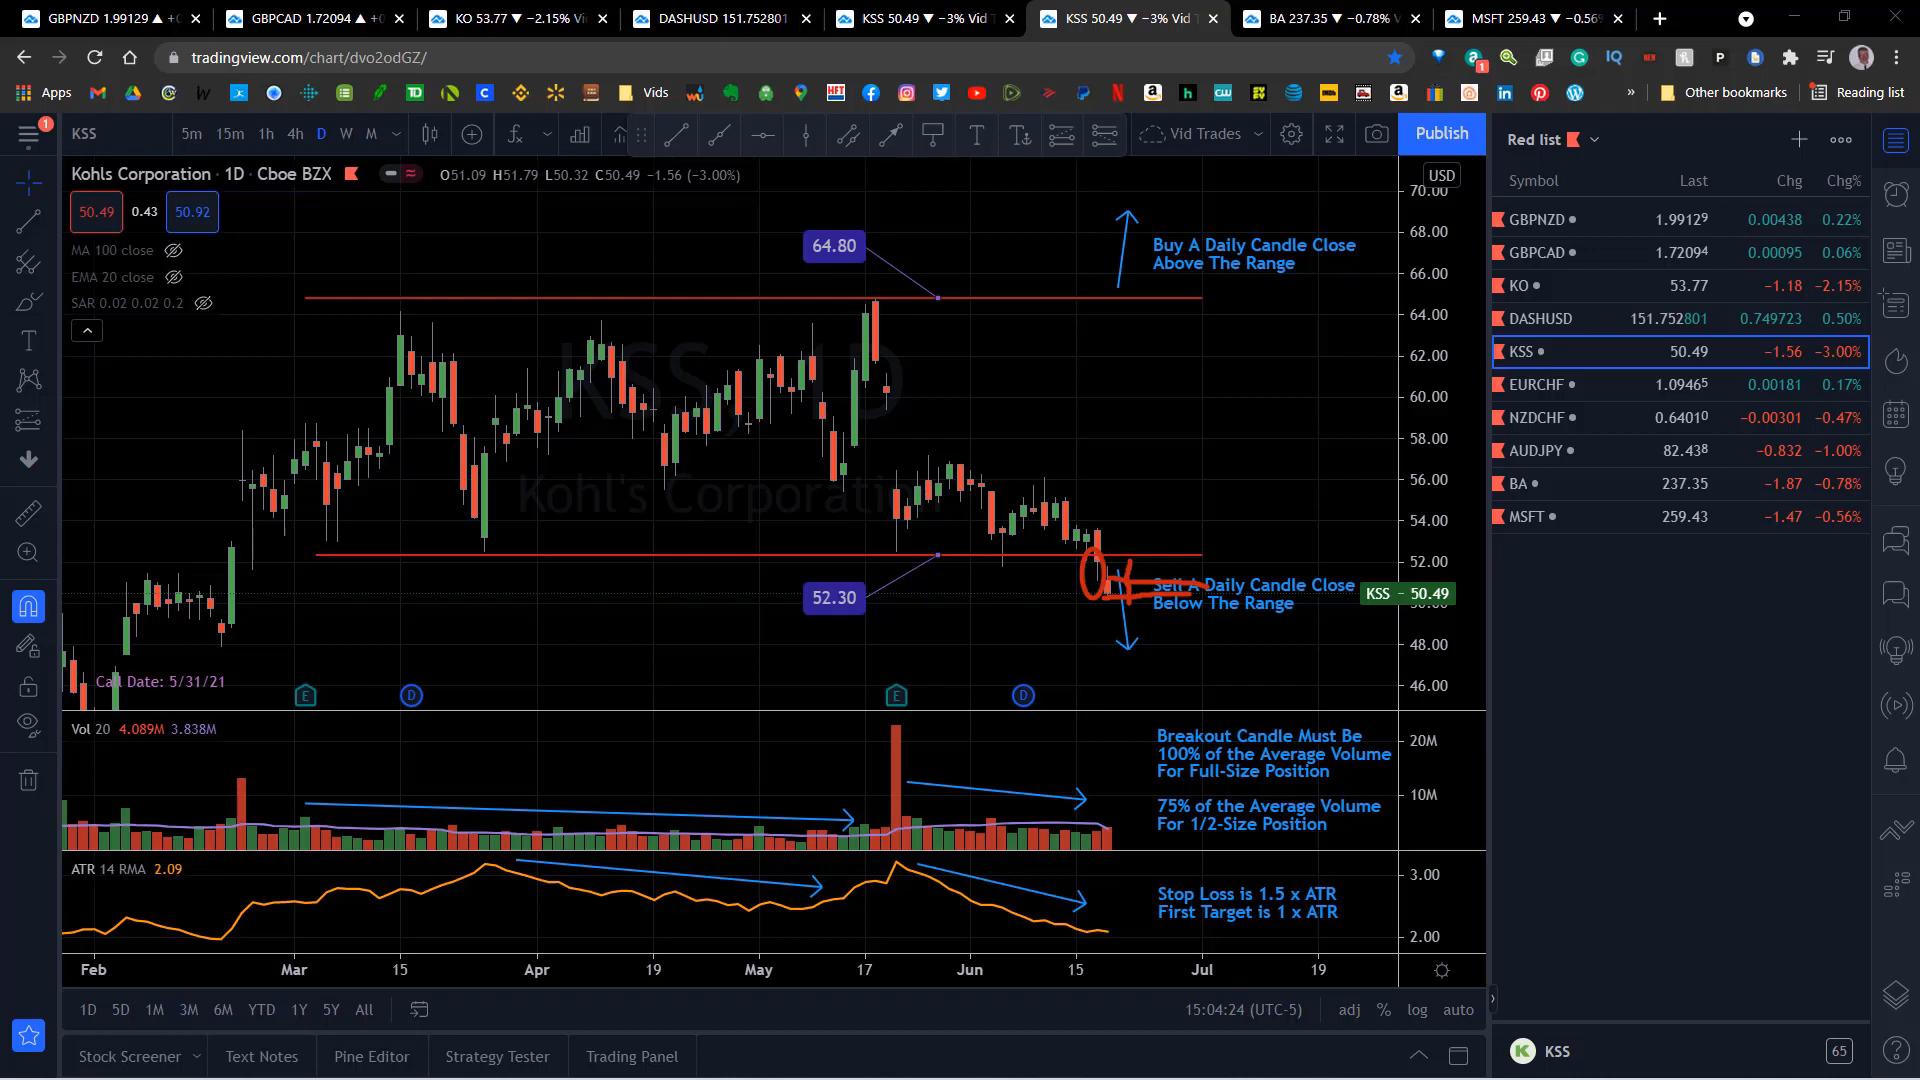 GBPNZD 1.99129 ▲ +0
GBPCAD 1.72094 ▲ +0
KO 53.77 ▼ −2.15% Vi
DASHUSD 151.752801
KSS 50.49 ▼ −3% Vid T
KSS 50.49 ▼ −3% Vid T
BA 237.35 ▼ −0.78% V
MSFT 259.43 ▼ −0.56%
tradingview.com/chart/dvo2odGZ/
Apps
Vids
Other bookmarks
Reading list
KSS
5m 15m 1h 4h D W M
Vid Trades
Publish
Kohls Corporation · 1D · Cboe BZX
O51.09 H51.79 L50.32 C50.49 −1.56 (−3.00%)
50.49 0.43 50.92
MA 100 close
EMA 20 close
SAR 0.02 0.02 0.2
USD
70.00
68.00
66.00
64.00
62.00
60.00
58.00
56.00
54.00
52.00
50.00
48.00
46.00
KSS, 1D
Kohl's Corporation
64.80
52.30
Buy A Daily Candle Close
Above The Range
Sell A Daily Candle Close
Below The Range
KSS − 50.49
Call Date: 5/31/21
E D E D
Vol 20 4.089M 3.838M
Breakout Candle Must Be
100% of the Average Volume
For Full-Size Position
75% of the Average Volume
For 1/2-Size Position
20M
10M
ATR 14 RMA 2.09
Stop Loss is 1.5 x ATR
First Target is 1 x ATR
3.00
2.00
Feb Mar 15 Apr 19 May 17 Jun 15 Jul 19
1D 5D 1M 3M 6M YTD 1Y 5Y All
15:04:24 (UTC-5) adj % log auto
Stock Screener Text Notes Pine Editor Strategy Tester Trading Panel
Red list
Symbol Last Chg Chg%
GBPNZD 1.99129 0.00438 0.22%
GBPCAD 1.72094 0.00095 0.06%
KO 53.77 −1.18 −2.15%
DASHUSD 151.752801 0.749723 0.50%
KSS 50.49 −1.56 −3.00%
EURCHF 1.09465 0.00181 0.17%
NZDCHF 0.64010 −0.00301 −0.47%
AUDJPY 82.438 −0.832 −1.00%
BA 237.35 −1.87 −0.78%
MSFT 259.43 −1.47 −0.56%
KSS 65